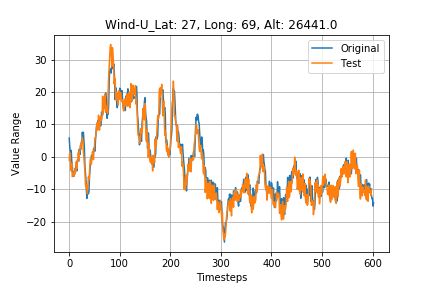 Wind-U_Lat: 27, Long: 69, Alt: 26441.0
Original
Test
30
20
10
0
−10
−20
Value Range
0 100 200 300 400 500 600
Timesteps